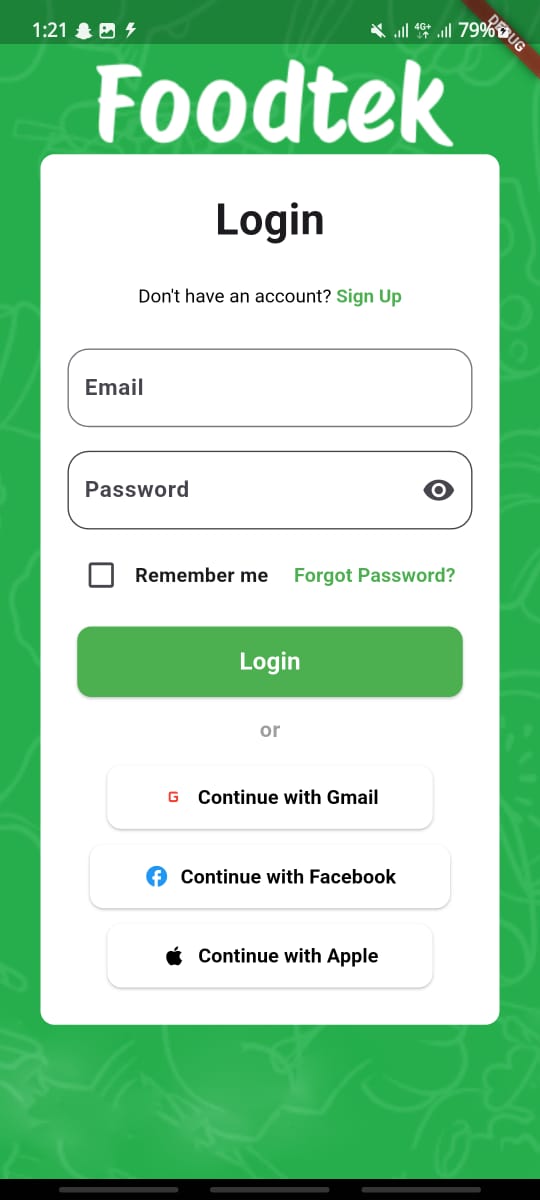 1:21 4G+ 79%
DEBUG
Foodtek
Login
Don't have an account? Sign Up
Email
Password
Remember me Forgot Password?
Login
or
G Continue with Gmail
Continue with Facebook
Continue with Apple